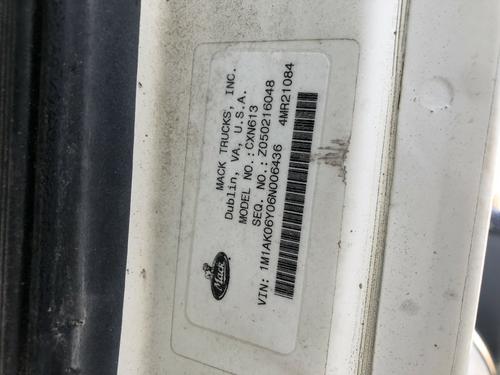 MACK TRUCKS, INC.
Dublin, VA, U.S.A.
MODEL NO.:CXN613
SEQ. NO.: Z050216048
VIN: 1M1AK06Y06N006436
4MR21084
Mack